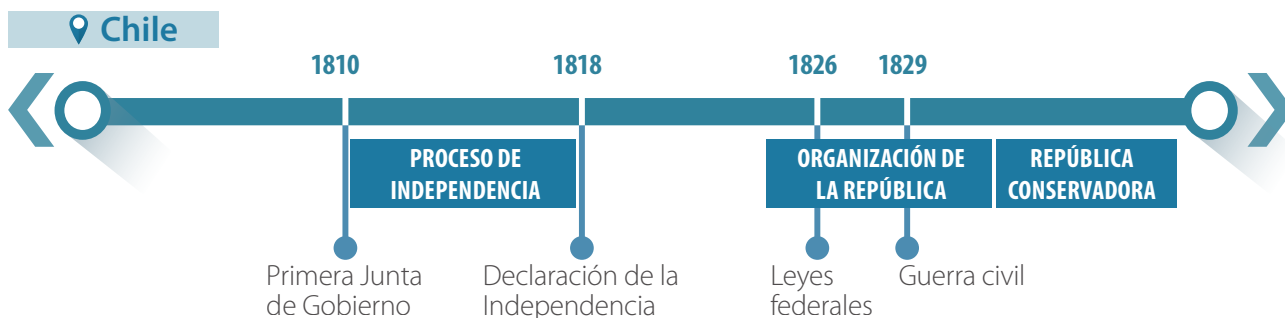 Chile
1810 1818 1826 1829
PROCESO DE
INDEPENDENCIA
ORGANIZACIÓN DE
LA REPÚBLICA
REPÚBLICA
CONSERVADORA
Primera Junta
de Gobierno
Declaración de la
Independencia
Leyes
federales
Guerra civil